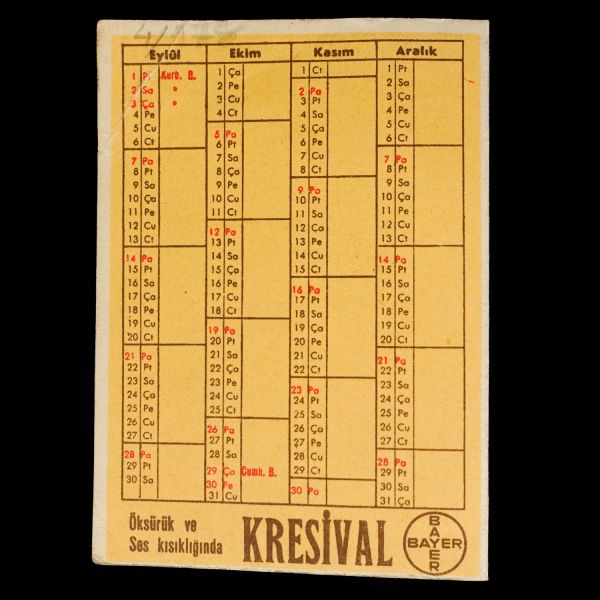 Eylûl
1 Pt Kurb. B.
2 Sa "
3 Ça "
4 Pe
5 Cu
6 Ct
7 Pa
8 Pt
9 Sa
10 Ça
11 Pe
12 Cu
13 Ct
14 Pa
15 Pt
16 Sa
17 Ça
18 Pe
19 Cu
20 Ct
21 Pa
22 Pt
23 Sa
24 Ça
25 Pe
26 Cu
27 Ct
28 Pa
29 Pt
30 Sa
Ekim
1 Ça
2 Pe
3 Cu
4 Ct
5 Pa
6 Pt
7 Sa
8 Ça
9 Pe
10 Cu
11 Ct
12 Pa
13 Pt
14 Sa
15 Ça
16 Pe
17 Cu
18 Ct
19 Pa
20 Pt
21 Sa
22 Ça
23 Pe
24 Cu
25 Ct
26 Pa
27 Pt
28 Sa
29 Ça Cumh. B.
30 Pe
31 Cu
Kasım
1 Ct
2 Pa
3 Pt
4 Sa
5 Ça
6 Pe
7 Cu
8 Ct
9 Pa
10 Pt
11 Sa
12 Ça
13 Pe
14 Cu
15 Ct
16 Pa
17 Pt
18 Sa
19 Ça
20 Pe
21 Cu
22 Ct
23 Pa
24 Pt
25 Sa
26 Ça
27 Pe
28 Cu
29 Ct
30 Pa
Aralık
1 Pt
2 Sa
3 Ça
4 Pe
5 Cu
6 Ct
7 Pa
8 Pt
9 Sa
10 Ça
11 Pe
12 Cu
13 Ct
14 Pa
15 Pt
16 Sa
17 Ça
18 Pe
19 Cu
20 Ct
21 Pa
22 Pt
23 Sa
24 Ça
25 Pe
26 Cu
27 Ct
28 Pa
29 Pt
30 Sa
31 Ça
Öksürük ve
Ses kısıklığında
KRESİVAL
BAYER
BAYER